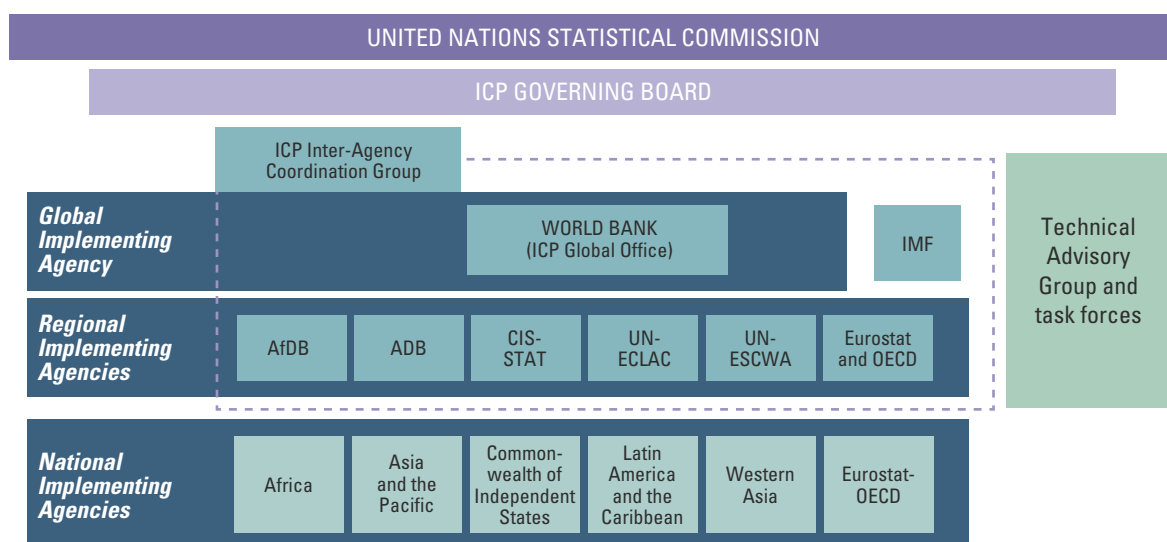 UNITED NATIONS STATISTICAL COMMISSION
ICP GOVERNING BOARD
ICP Inter-Agency
Coordination Group
Global
Implementing
Agency
WORLD BANK
(ICP Global Office)
IMF
Technical
Advisory
Group and
task forces
Regional
Implementing
Agencies
AfDB
ADB
CIS-
STAT
UN-
ECLAC
UN-
ESCWA
Eurostat
and OECD
National
Implementing
Agencies
Africa
Asia
and the
Pacific
Common-
wealth of
Independent
States
Latin
America
and the
Caribbean
Western
Asia
Eurostat-
OECD